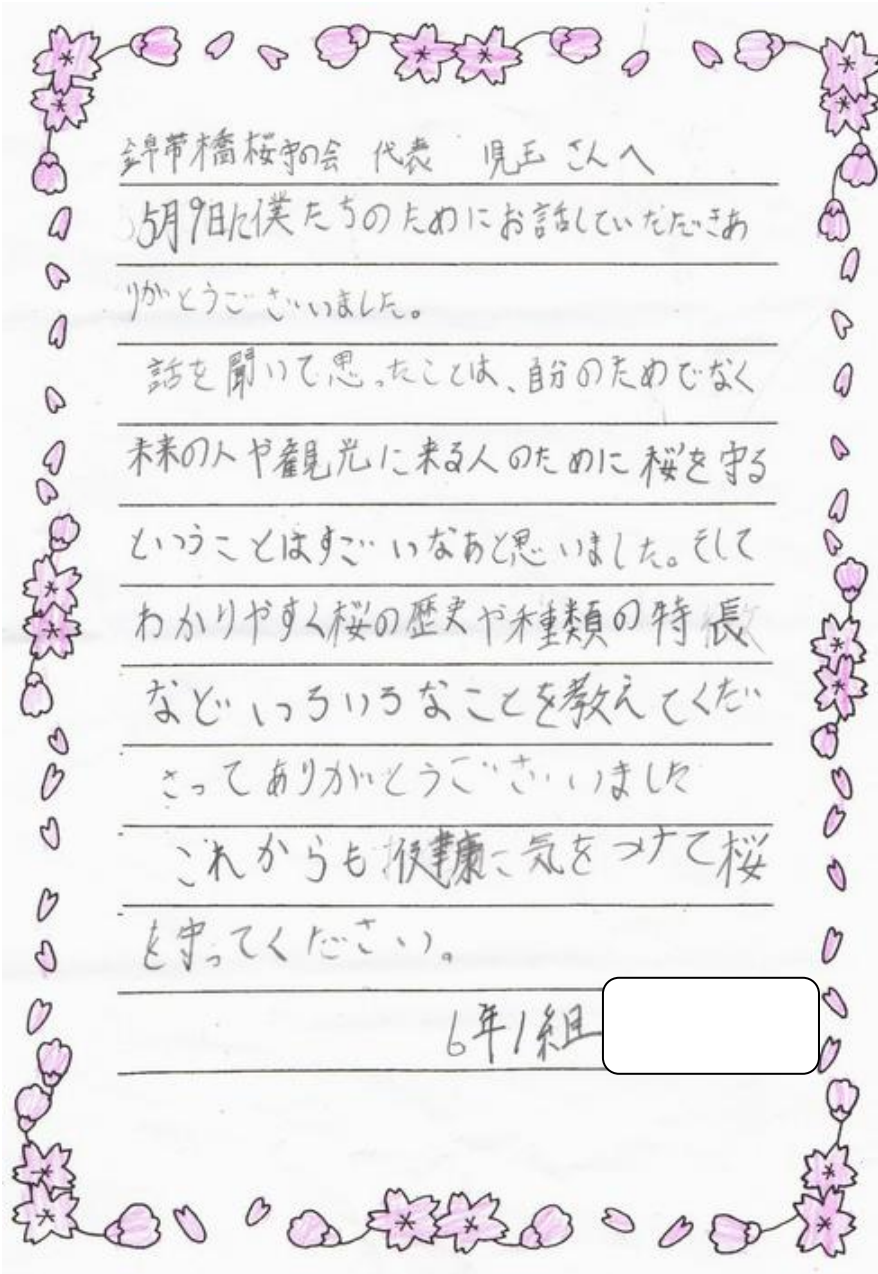 錦帯橋桜守の会 代表 児玉 さんへ
5月9日に僕たちのためにお話していただきあ
りがとうございました。
話を聞いて思ったことは、自分のためでなく
未来の人や観光に来る人のために桜を守る
ということはすごいなあと思いました。そして
わかりやすく桜の歴史や種類の特長
などいろいろなことを教えてくだ
さってありがとうございました
これからも健康に気をつけて桜
を守ってください。
6年1組